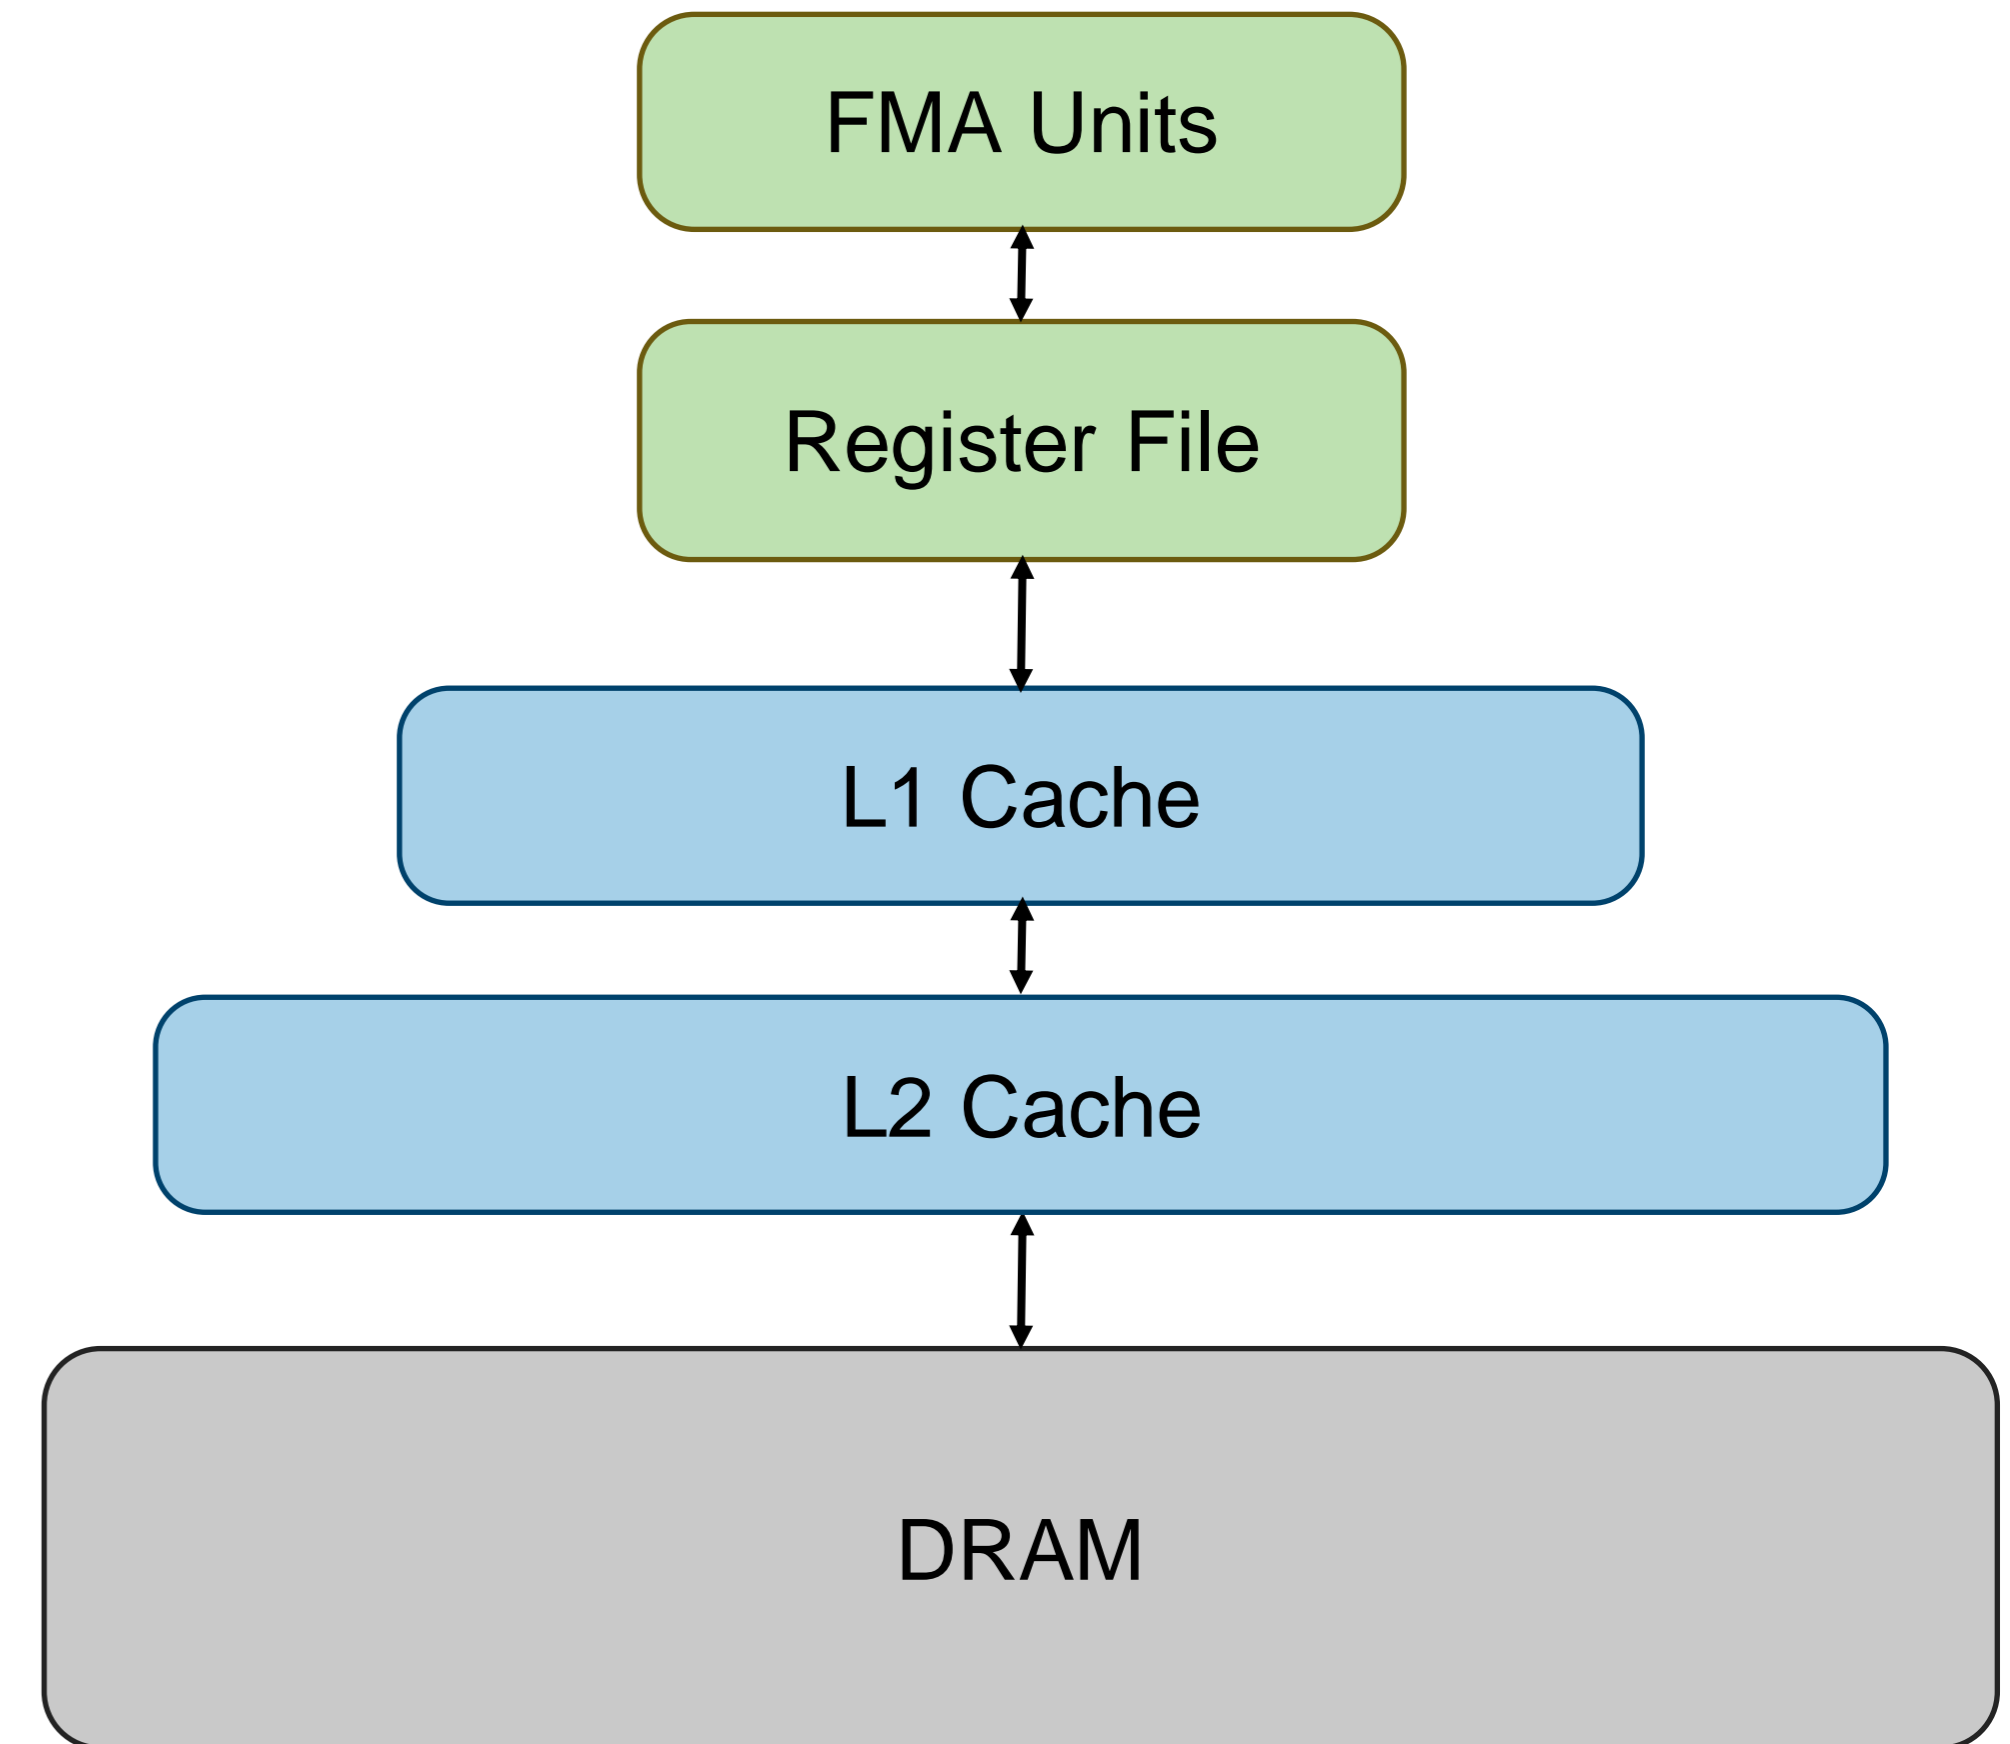 FMA Units
Register File
L1 Cache
L2 Cache
DRAM